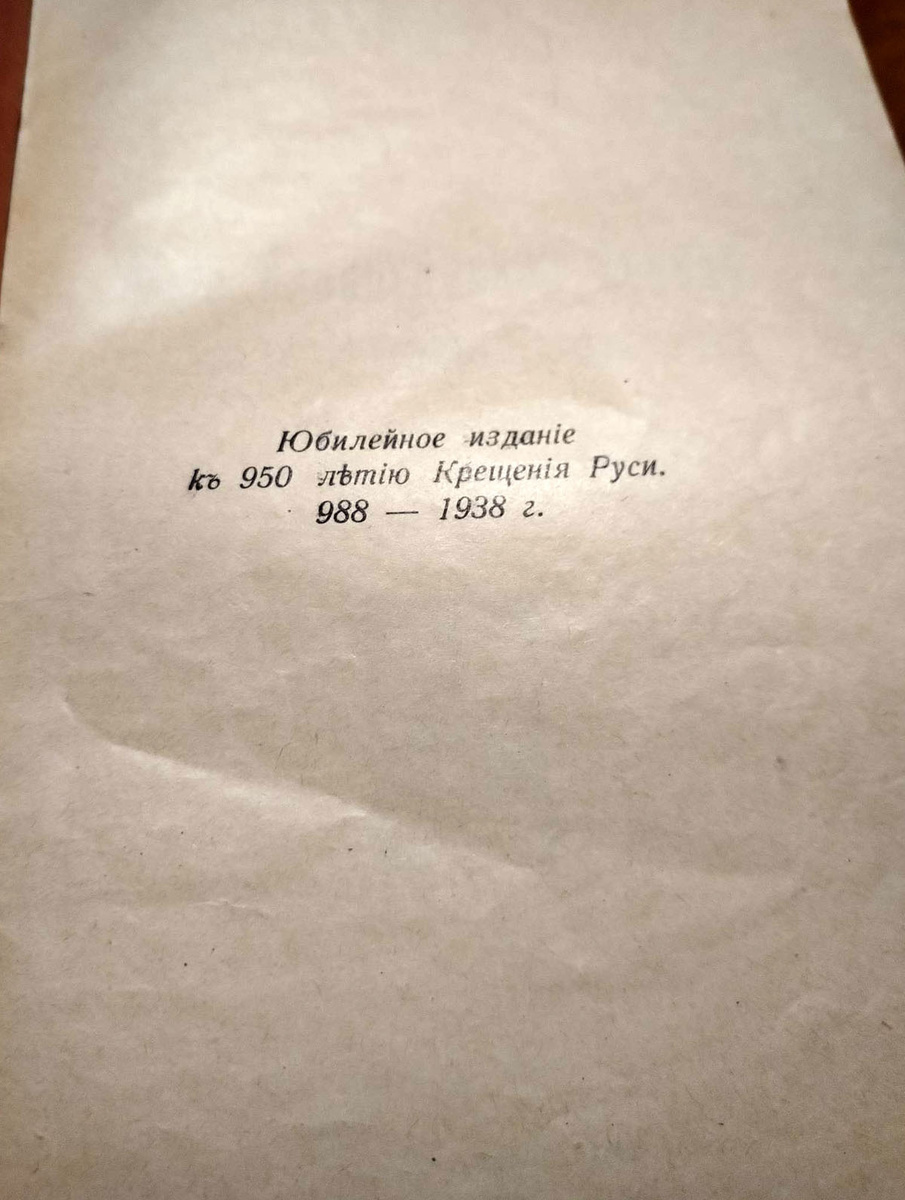 Юбилейное изданіе
къ 950 лѣтію Крещенія Руси.
988 — 1938 г.